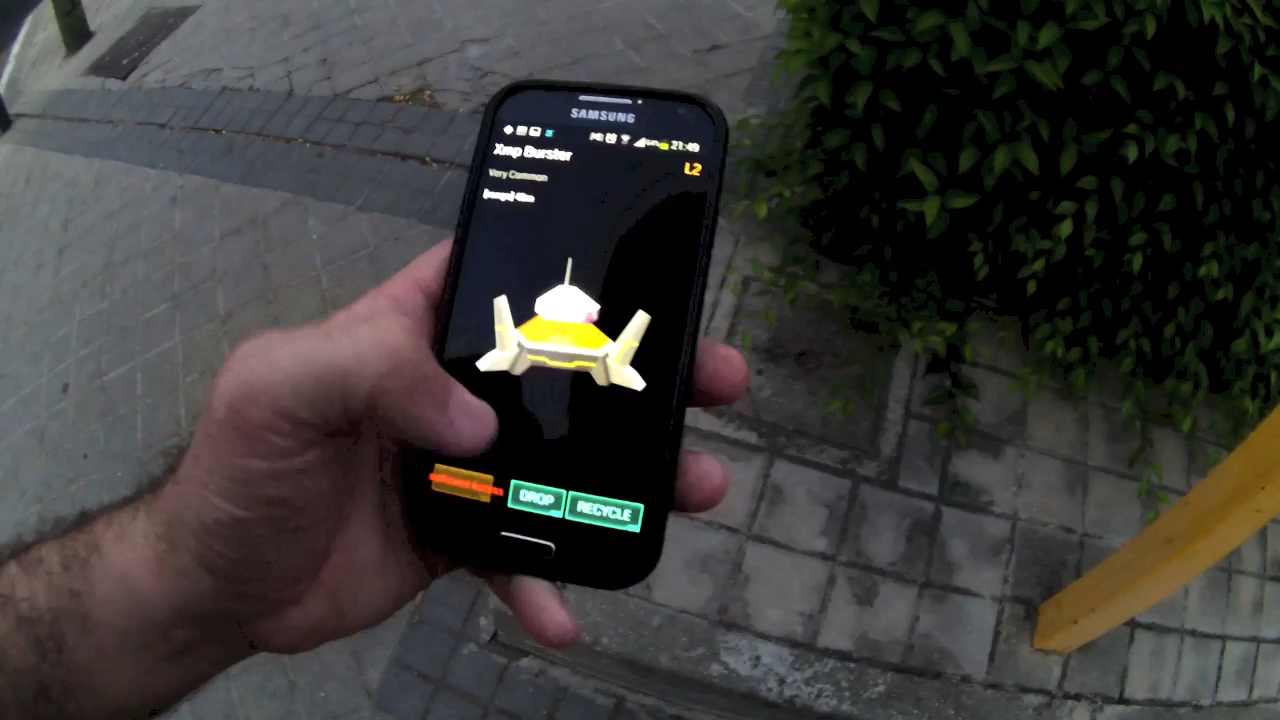 SAMSUNG
21:49
Xmp Burster
L2
Very Common
DROP
RECYCLE